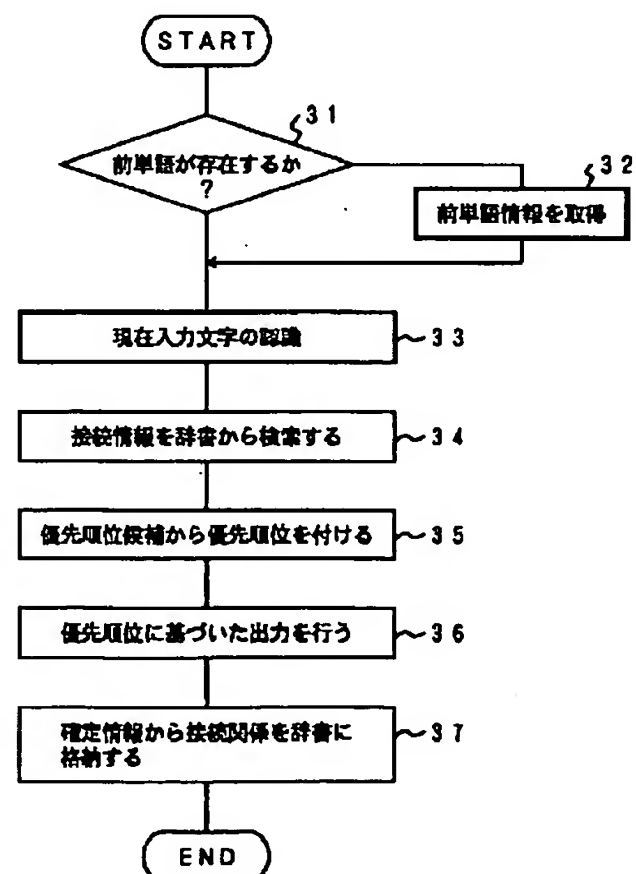 START
31
前単語が存在するか
?
32
前単語情報を取得
現在入力文字の認識
33
接続情報を辞書から検索する
34
優先順位候補から優先順位を付ける
35
優先順位に基づいた出力を行う
36
確定情報から接続関係を辞書に
格納する
37
END